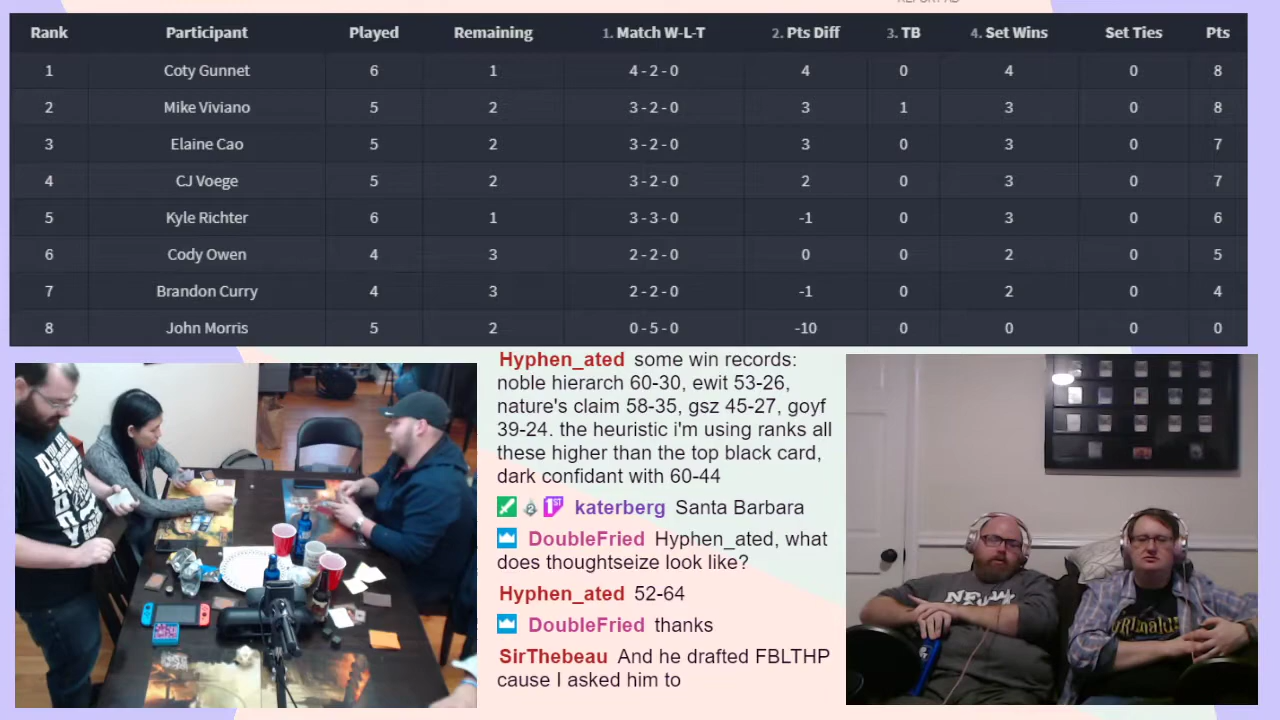 Rank Participant Played Remaining 1. Match W-L-T 2. Pts Diff 3. TB 4. Set Wins Set Ties Pts
1 Coty Gunnet 6 1 4 - 2 - 0 4 0 4 0 8
2 Mike Viviano 5 2 3 - 2 - 0 3 1 3 0 8
3 Elaine Cao 5 2 3 - 2 - 0 3 0 3 0 7
4 CJ Voege 5 2 3 - 2 - 0 2 0 3 0 7
5 Kyle Richter 6 1 3 - 3 - 0 -1 0 3 0 6
6 Cody Owen 4 3 2 - 2 - 0 0 0 2 0 5
7 Brandon Curry 4 3 2 - 2 - 0 -1 0 2 0 4
8 John Morris 5 2 0 - 5 - 0 -10 0 0 0 0
Hyphen_ated some win records:
noble hierarch 60-30, ewit 53-26,
nature's claim 58-35, gsz 45-27, goyf
39-24. the heuristic i'm using ranks all
these higher than the top black card,
dark confidant with 60-44
1ST katerberg Santa Barbara
DoubleFried Hyphen_ated, what
does thoughtseize look like?
Hyphen_ated 52-64
DoubleFried thanks
SirThebeau And he drafted FBLTHP
cause I asked him to